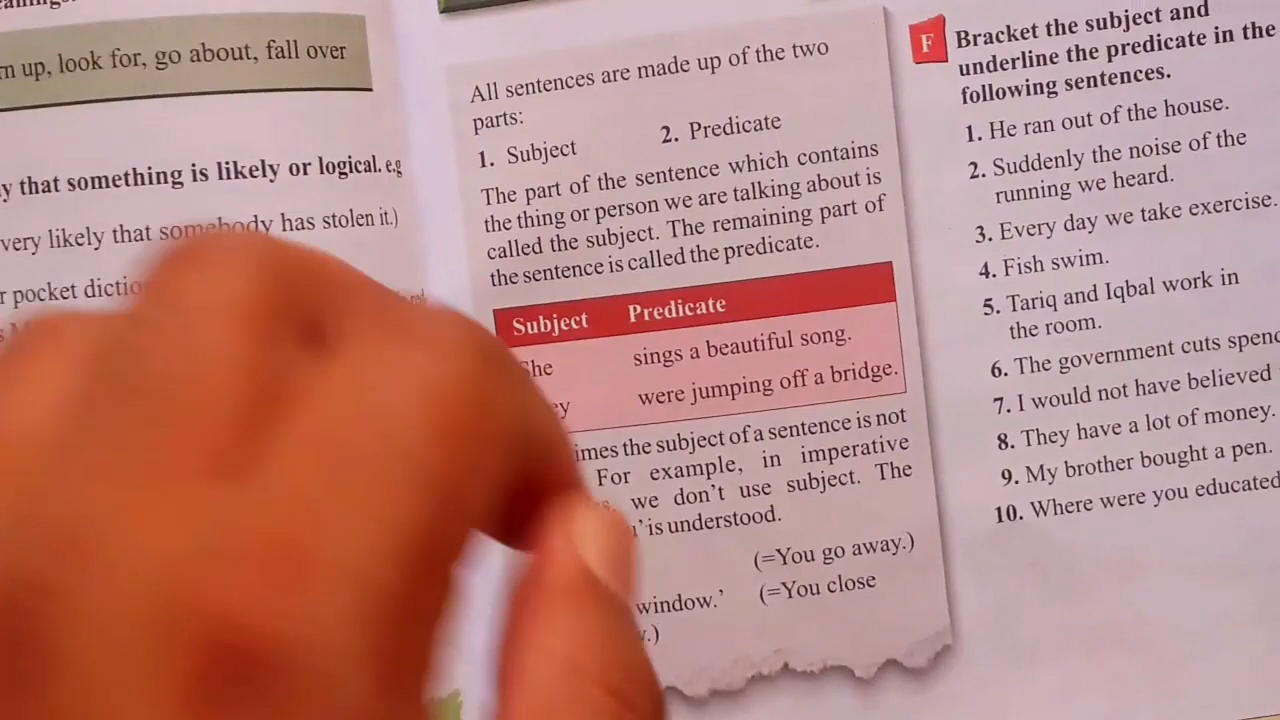 n up, look for, go about, fall over
y that something is likely or logical. e.g
very likely that somebody has stolen it.)
r pocket dictio
All sentences are made up of the two
parts:
1. Subject 2. Predicate
The part of the sentence which contains
the thing or person we are talking about is
called the subject. The remaining part of
the sentence is called the predicate.
Subject Predicate
She sings a beautiful song.
ey were jumping off a bridge.
imes the subject of a sentence is not
For example, in imperative
we don't use subject. The
is understood.
(=You go away.)
window.' (=You close
F Bracket the subject and
underline the predicate in the
following sentences.
1. He ran out of the house.
2. Suddenly the noise of the
running we heard.
3. Every day we take exercise.
4. Fish swim.
5. Tariq and Iqbal work in
the room.
6. The government cuts spen
7. I would not have believed
8. They have a lot of money.
9. My brother bought a pen.
10. Where were you educated